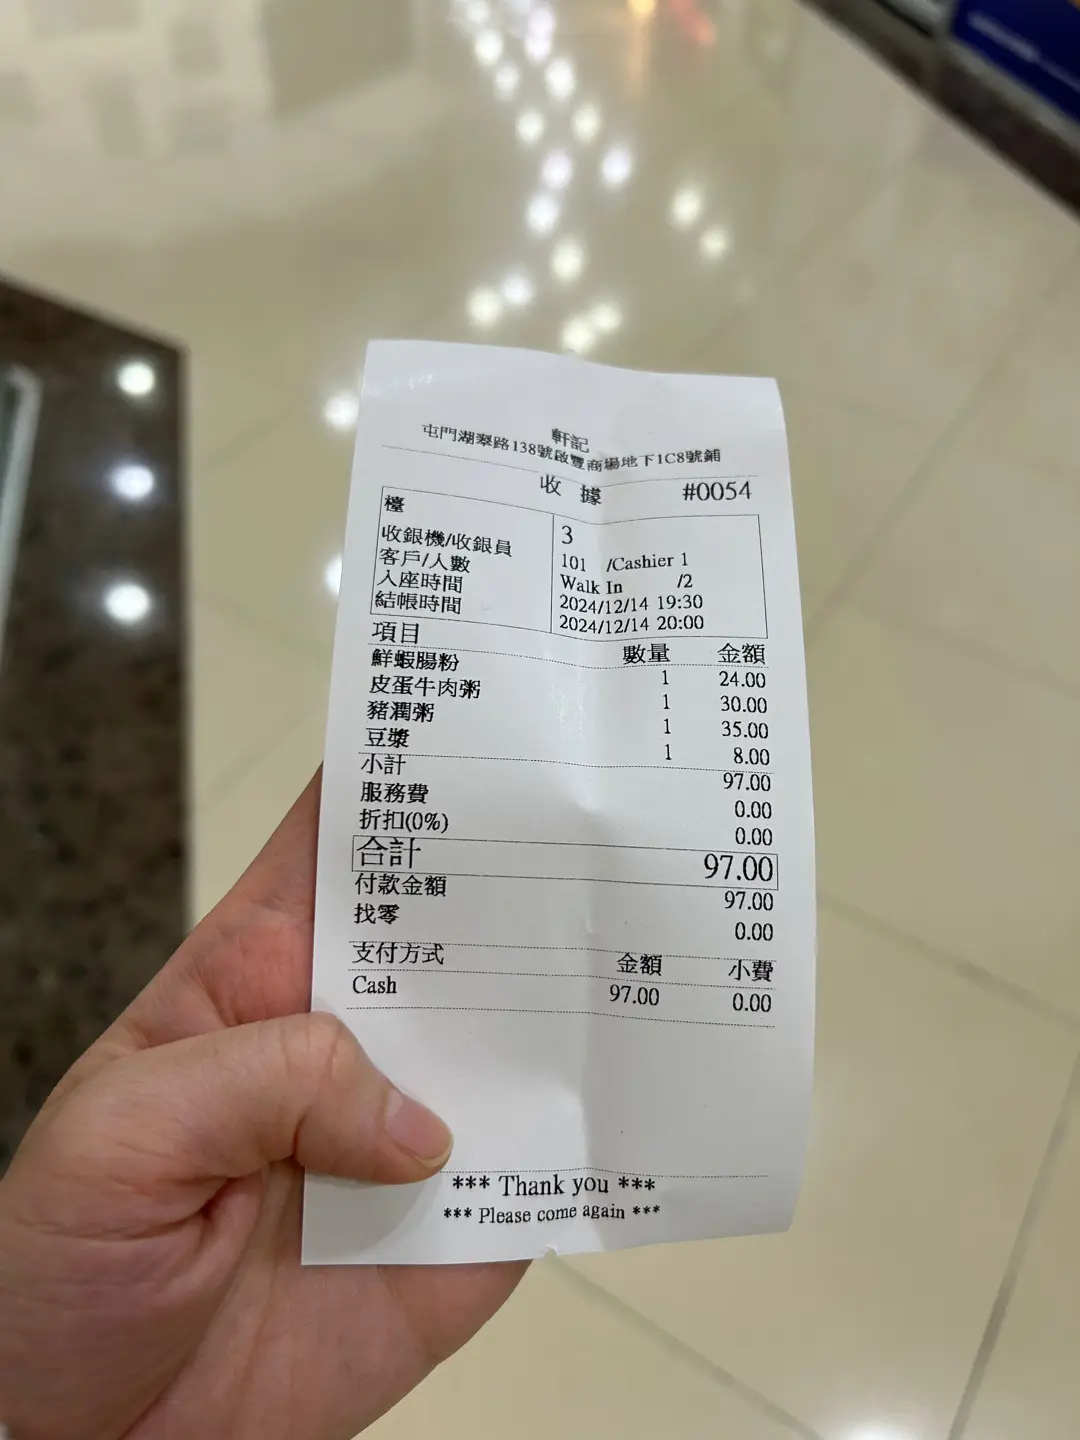 軒記
屯門湖翠路138號啟豐商場地下1C8號鋪
收 據 #0054
檯 3
收銀機/收銀員 101 /Cashier 1
客戶/人數 Walk In /2
入座時間 2024/12/14 19:30
結帳時間 2024/12/14 20:00
項目 數量 金額
鮮蝦腸粉 1 24.00
皮蛋牛肉粥 1 30.00
豬潤粥 1 35.00
豆漿 1 8.00
小計 97.00
服務費 0.00
折扣(0%) 0.00
合計 97.00
付款金額 97.00
找零 0.00
支付方式 金額 小費
Cash 97.00 0.00
*** Thank you ***
*** Please come again ***